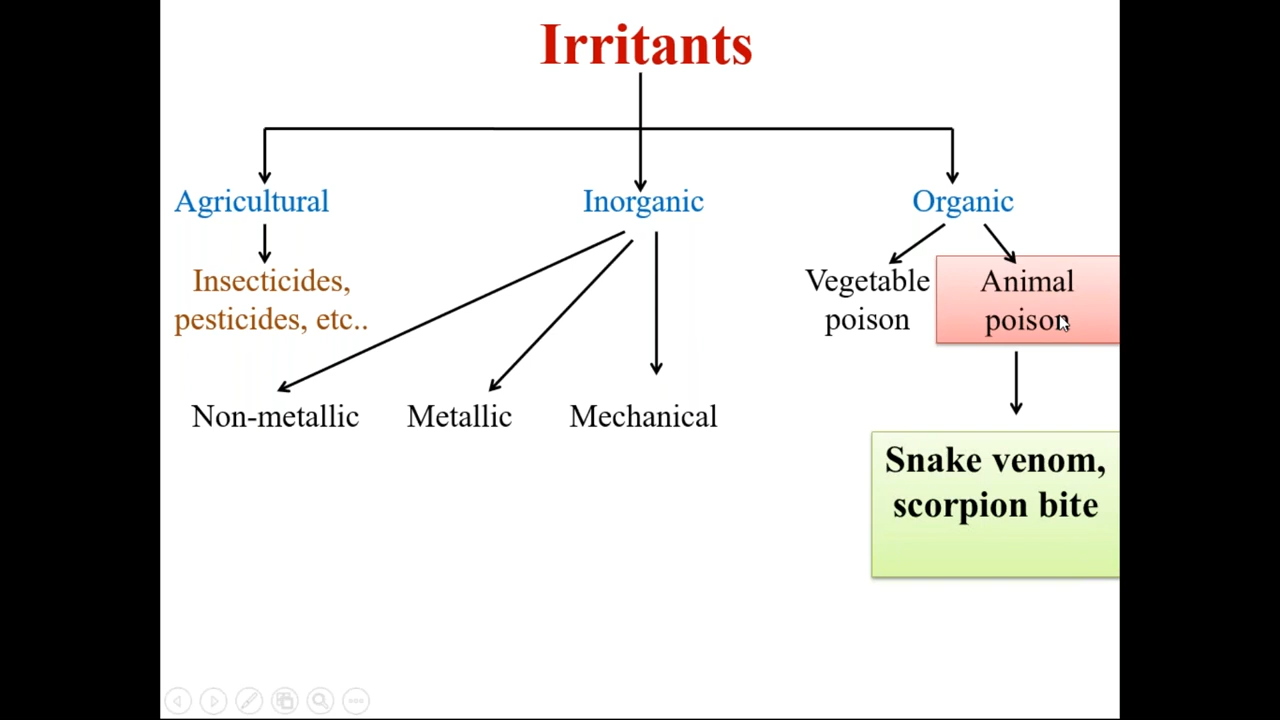 Irritants
Agricultural
Inorganic
Organic
Insecticides,
pesticides, etc..
Vegetable
poison
Animal
poison
Non-metallic
Metallic
Mechanical
Snake venom,
scorpion bite